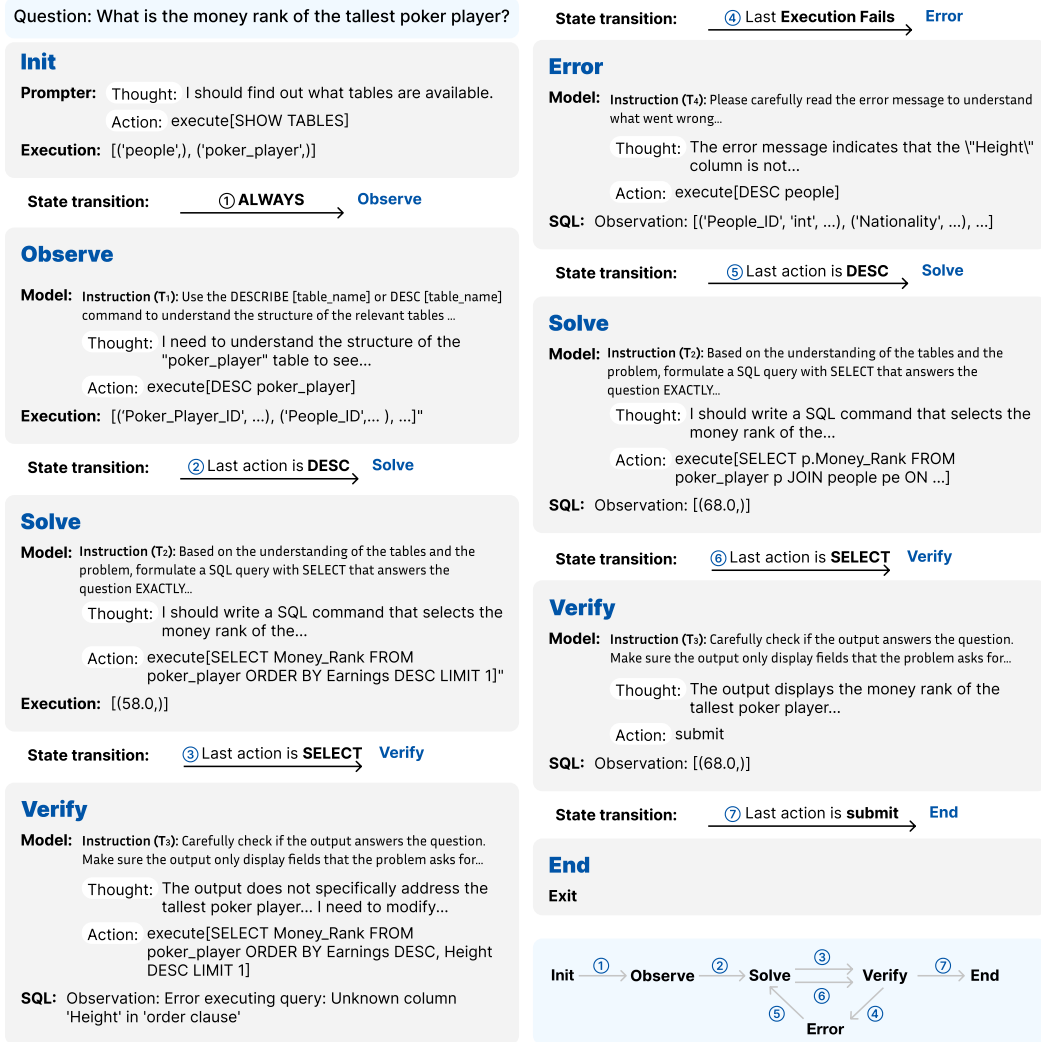 Question: What is the money rank of the tallest poker player?
Init
Prompter: Thought: I should find out what tables are available.
Action: execute[SHOW TABLES]
Execution: [('people',), ('poker_player',)]
State transition: ① ALWAYS Observe
Observe
Model: Instruction (T₁): Use the DESCRIBE [table_name] or DESC [table_name]
command to understand the structure of the relevant tables ...
Thought: I need to understand the structure of the
"poker_player" table to see...
Action: execute[DESC poker_player]
Execution: [('Poker_Player_ID', ...), ('People_ID',... ), ...]"
State transition: ② Last action is DESC Solve
Solve
Model: Instruction (T₂): Based on the understanding of the tables and the
problem, formulate a SQL query with SELECT that answers the
question EXACTLY...
Thought: I should write a SQL command that selects the
money rank of the...
Action: execute[SELECT Money_Rank FROM
poker_player ORDER BY Earnings DESC LIMIT 1]"
Execution: [(58.0,)]
State transition: ③ Last action is SELECT Verify
Verify
Model: Instruction (T₃): Carefully check if the output answers the question.
Make sure the output only display fields that the problem asks for...
Thought: The output does not specifically address the
tallest poker player... I need to modify...
Action: execute[SELECT Money_Rank FROM
poker_player ORDER BY Earnings DESC, Height
DESC LIMIT 1]
SQL: Observation: Error executing query: Unknown column
'Height' in 'order clause'
State transition: ④ Last Execution Fails Error
Error
Model: Instruction (T₄): Please carefully read the error message to understand
what went wrong...
Thought: The error message indicates that the \"Height\"
column is not...
Action: execute[DESC people]
SQL: Observation: [('People_ID', 'int', ...), ('Nationality', ...), ...]
State transition: ⑤ Last action is DESC Solve
Solve
Model: Instruction (T₂): Based on the understanding of the tables and the
problem, formulate a SQL query with SELECT that answers the
question EXACTLY...
Thought: I should write a SQL command that selects the
money rank of the...
Action: execute[SELECT p.Money_Rank FROM
poker_player p JOIN people pe ON ...]
SQL: Observation: [(68.0,)]
State transition: ⑥ Last action is SELECT Verify
Verify
Model: Instruction (T₃): Carefully check if the output answers the question.
Make sure the output only display fields that the problem asks for...
Thought: The output displays the money rank of the
tallest poker player...
Action: submit
SQL: Observation: [(68.0,)]
State transition: ⑦ Last action is submit End
End
Exit
Init ① Observe ② Solve ③ ⑥ Verify ⑦ End
⑤ Error ④